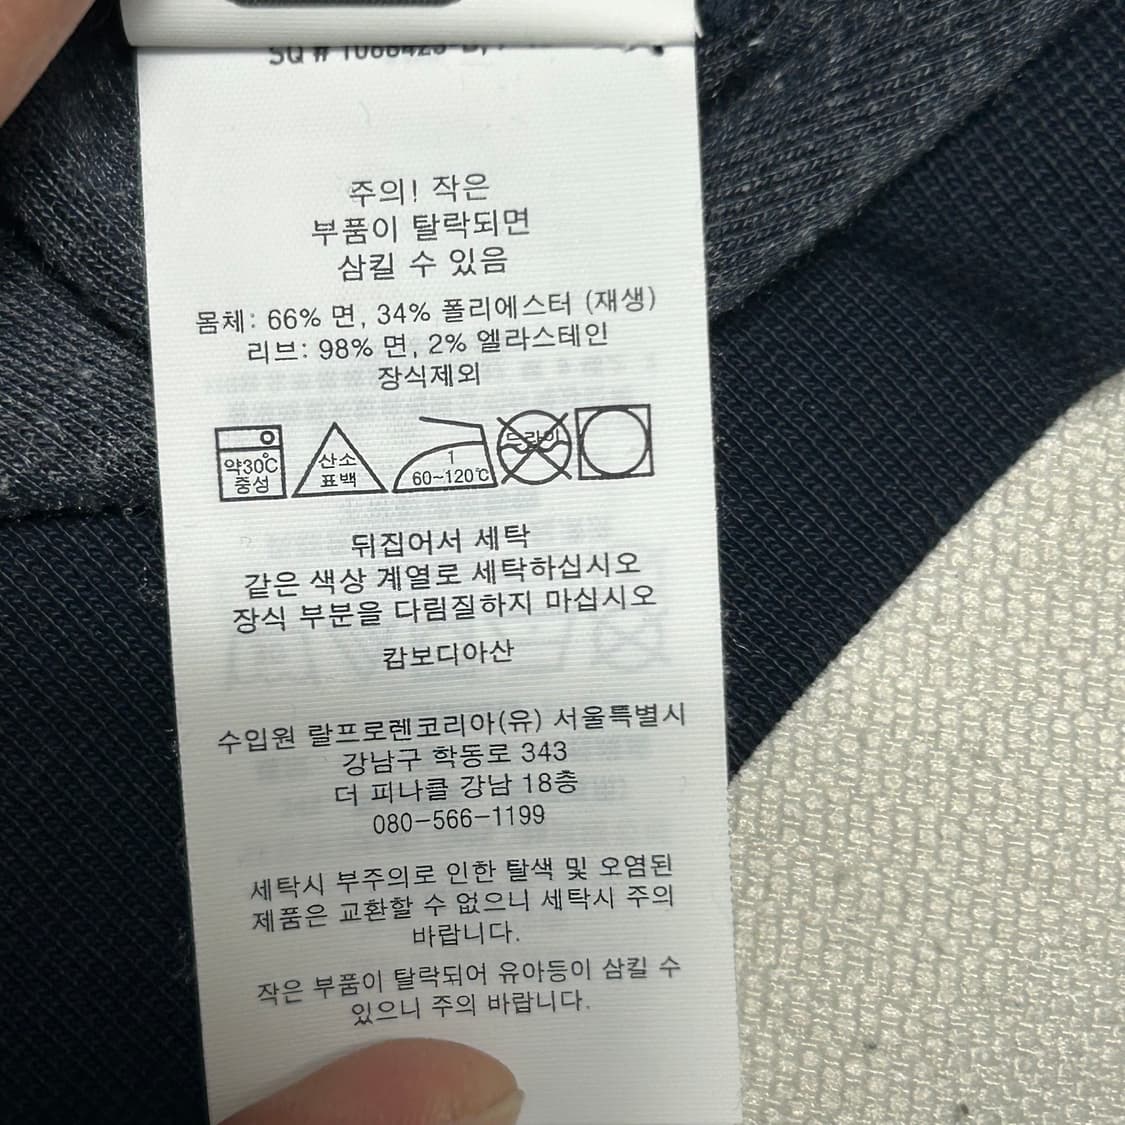 SQ #
주의! 작은
부품이 탈락되면
삼킬 수 있음
몸체: 66% 면, 34% 폴리에스터 (재생)
리브: 98% 면, 2% 엘라스테인
장식제외
약30℃
중성
산소
표백
1
60~120℃
드라이
뒤집어서 세탁
같은 색상 계열로 세탁하십시오
장식 부분을 다림질하지 마십시오
캄보디아산
수입원 랄프로렌코리아(유) 서울특별시
강남구 학동로 343
더 피나클 강남 18층
080-566-1199
세탁시 부주의로 인한 탈색 및 오염된
제품은 교환할 수 없으니 세탁시 주의
바랍니다.
작은 부품이 탈락되어 유아등이 삼킬 수
있으니 주의 바랍니다.